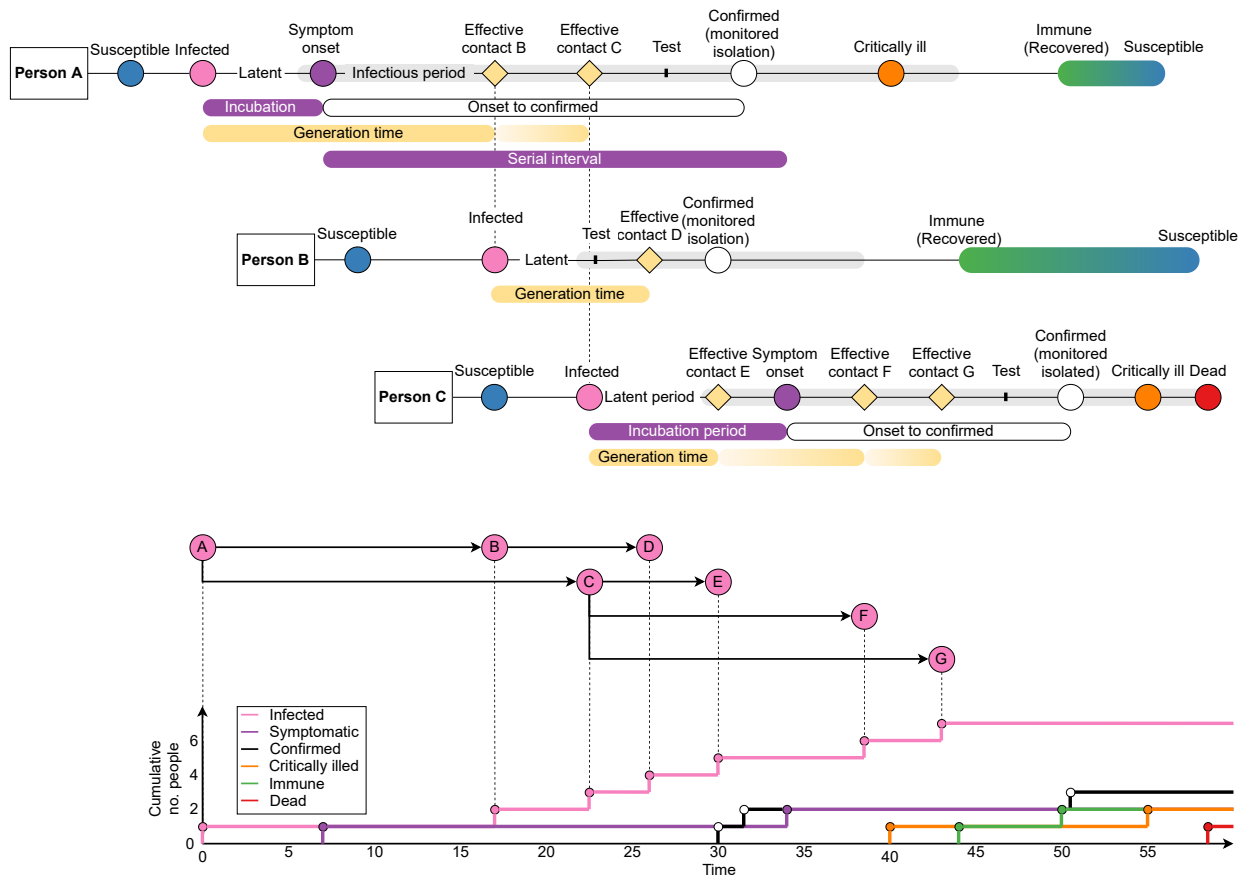 Susceptible
Infected
Symptom
onset
Effective
contact B
Effective
contact C
Test
Confirmed
(monitored
isolation)
Critically ill
Immune
(Recovered)
Susceptible
Person A
Latent
Infectious period
Incubation
Onset to confirmed
Generation time
Serial interval
Susceptible
Infected
Test
Effective
contact D
Confirmed
(monitored
isolation)
Immune
(Recovered)
Susceptible
Person B
Latent
Generation time
Susceptible
Infected
Effective
contact E
Symptom
onset
Effective
contact F
Effective
contact G
Test
Confirmed
(monitored
isolated)
Critically ill
Dead
Person C
Latent period
Incubation period
Onset to confirmed
Generation time
A
B
D
C
E
F
G
Infected
Symptomatic
Confirmed
Critically illed
Immune
Dead
Cumulative
no. people
6
4
2
0
0 5 10 15 20 25 30 35 40 45 50 55
Time